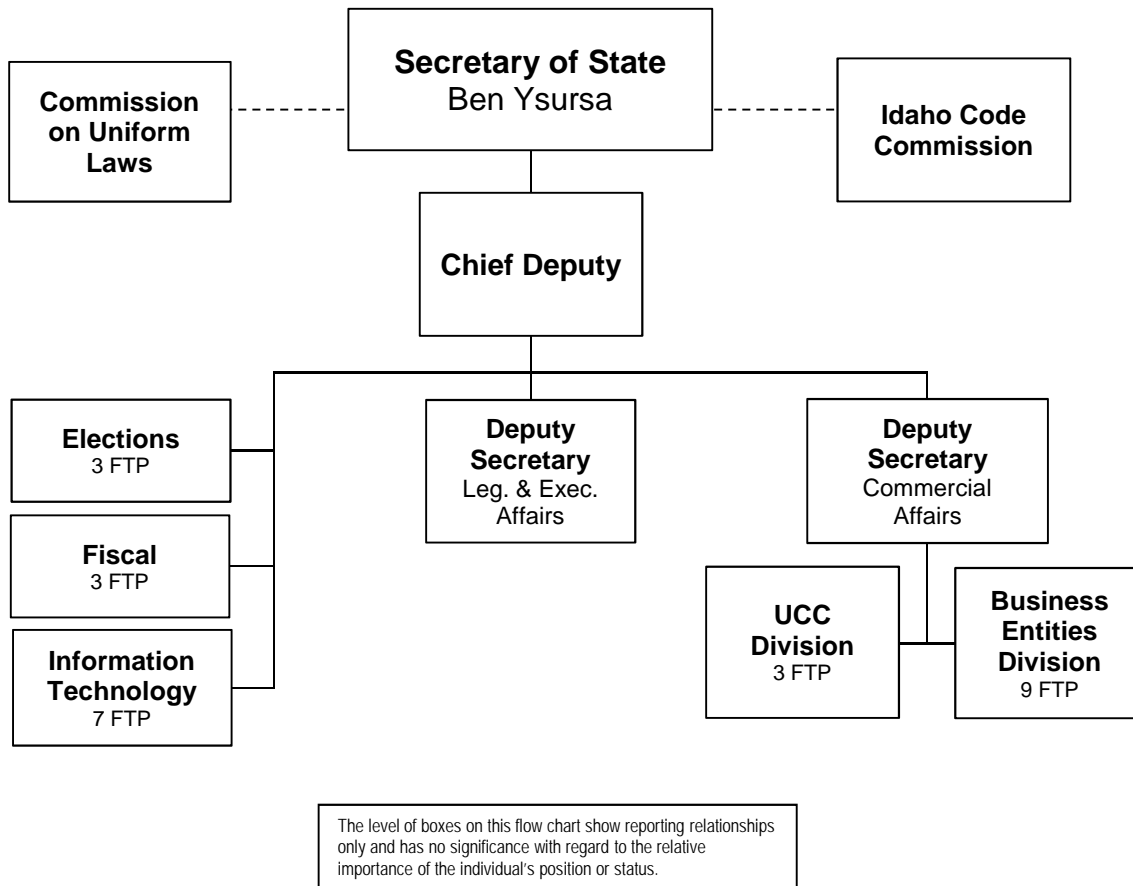 Secretary of State
Ben Ysursa
Commission
on Uniform
Laws
Idaho Code
Commission
Chief Deputy
Elections
3 FTP
Fiscal
3 FTP
Information
Technology
7 FTP
Deputy
Secretary
Leg. & Exec.
Affairs
Deputy
Secretary
Commercial
Affairs
UCC
Division
3 FTP
Business
Entities
Division
9 FTP
The level of boxes on this flow chart show reporting relationships
only and has no significance with regard to the relative
importance of the individual's position or status.